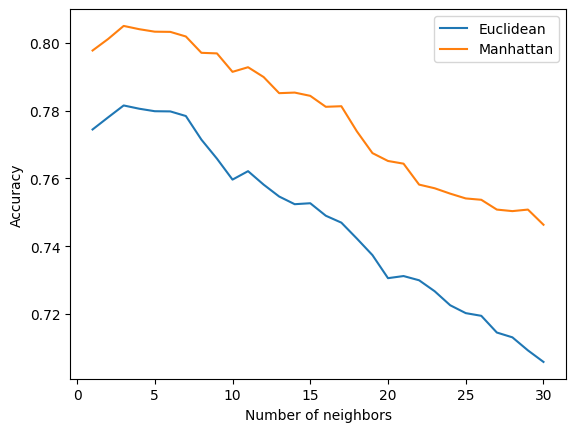 Euclidean
Manhattan
0.80
0.78
0.76
0.74
0.72
Accuracy
0 5 10 15 20 25 30
Number of neighbors